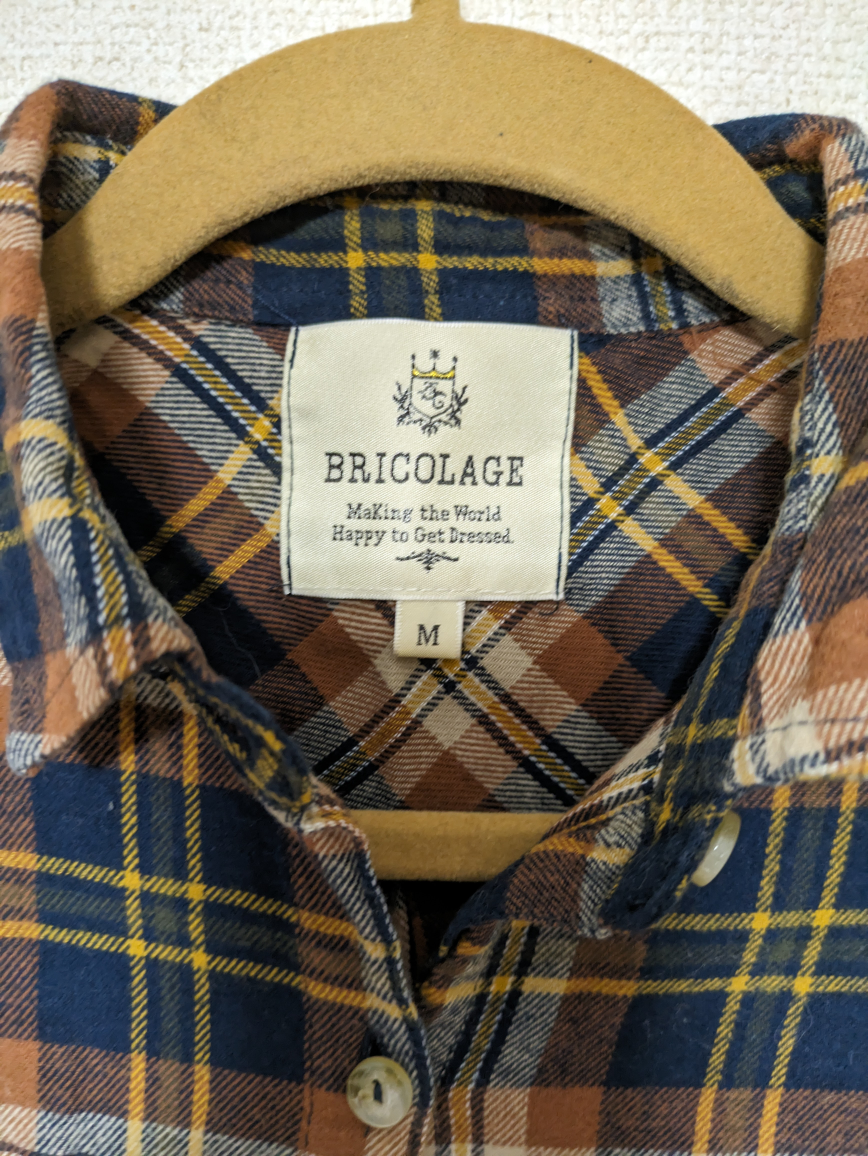 BRICOLAGE
MaKing the World
Happy to Get Dressed.
M